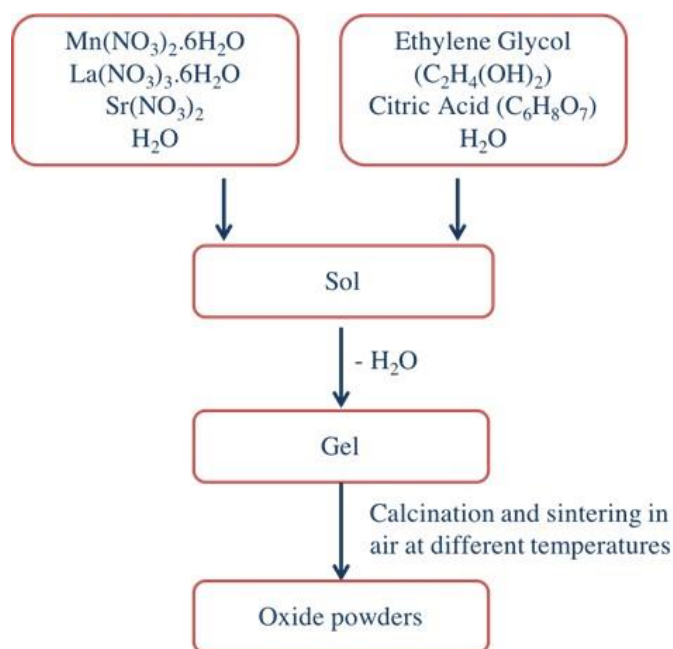 Mn(NO₃)₂.6H₂O
La(NO₃)₃.6H₂O
Sr(NO₃)₂
H₂O
Ethylene Glycol
(C₂H₄(OH)₂)
Citric Acid (C₆H₈O₇)
H₂O
Sol
- H₂O
Gel
Calcination and sintering in
air at different temperatures
Oxide powders